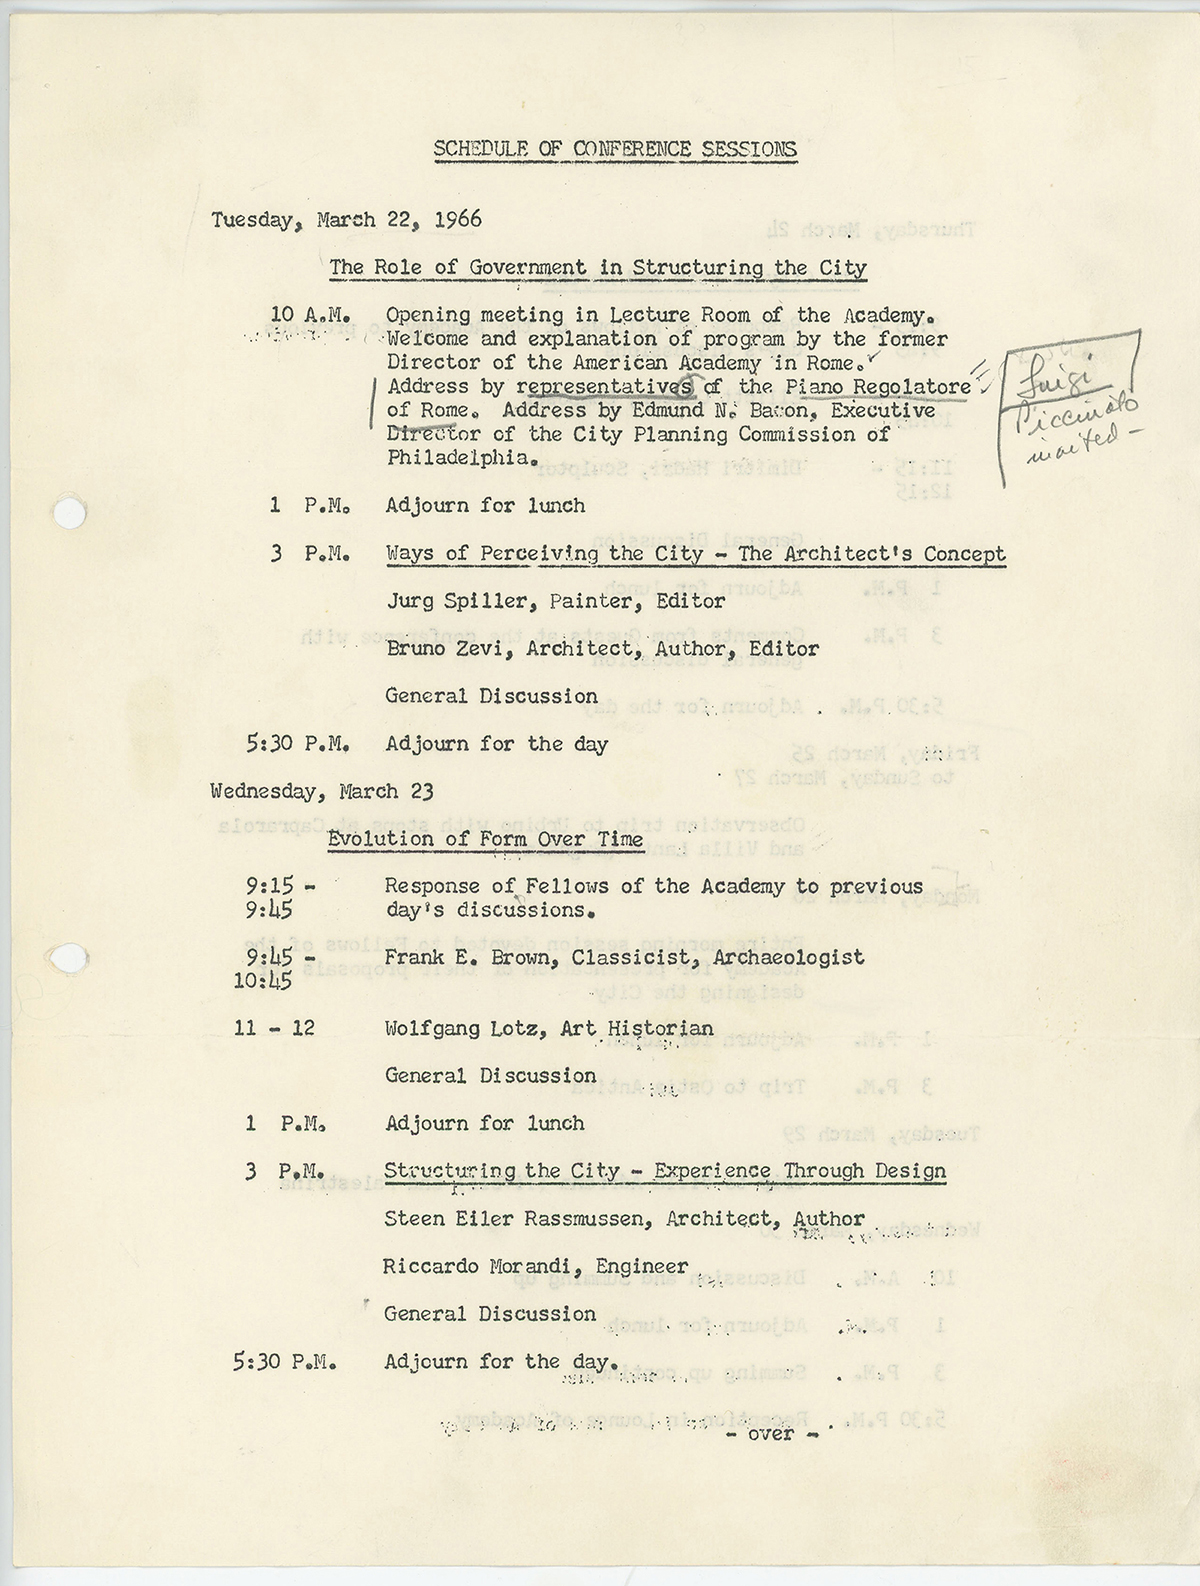 SCHEDULE OF CONFERENCE SESSIONS
Tuesday, March 22, 1966
The Role of Government in Structuring the City
10 A.M. Opening meeting in Lecture Room of the Academy.
Welcome and explanation of program by the former
Director of the American Academy in Rome.
Address by representatives of the Piano Regolatore
of Rome. Address by Edmund N. Bacon, Executive
Director of the City Planning Commission of
Philadelphia.
Luigi
Piccinato
invited -
1 P.M. Adjourn for lunch
3 P.M. Ways of Perceiving the City - The Architect's Concept
Jurg Spiller, Painter, Editor
Bruno Zevi, Architect, Author, Editor
General Discussion
5:30 P.M. Adjourn for the day
Wednesday, March 23
Evolution of Form Over Time
9:15 - Response of Fellows of the Academy to previous
9:45 day's discussions.
9:45 - Frank E. Brown, Classicist, Archaeologist
10:45
11 - 12 Wolfgang Lotz, Art Historian
General Discussion
1 P.M. Adjourn for lunch
3 P.M. Structuring the City - Experience Through Design
Steen Eiler Rassmussen, Architect, Author
Riccardo Morandi, Engineer
General Discussion
5:30 P.M. Adjourn for the day.
- over -